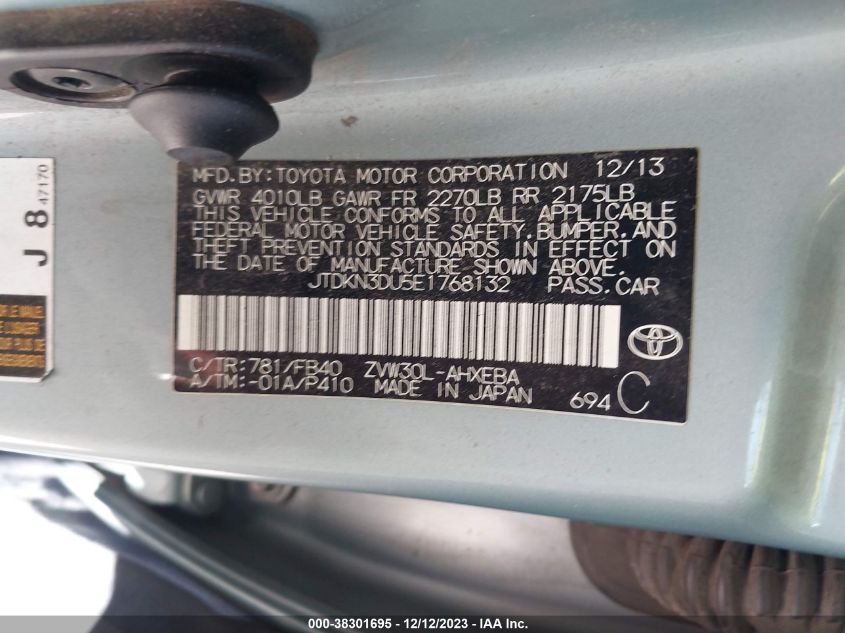 MFD.BY:TOYOTA MOTOR CORPORATION 12/13
GVWR 4010LB GAWR FR 2270LB RR 2175LB
THIS VEHICLE CONFORMS TO ALL APPLICABLE
FEDERAL MOTOR VEHICLE SAFETY,BUMPER,AND
THEFT PREVENTION STANDARDS IN EFFECT ON
THE DATE OF MANUFACTURE SHOWN ABOVE.
JTDKN3DU5E1768132 PASS.CAR
C/TR:781/FB40 ZVW30L-AHXEBA
A/TM:-01A/P410 MADE IN JAPAN
694 C
J 8 47170
000-38301695 - 12/12/2023 - IAA Inc.